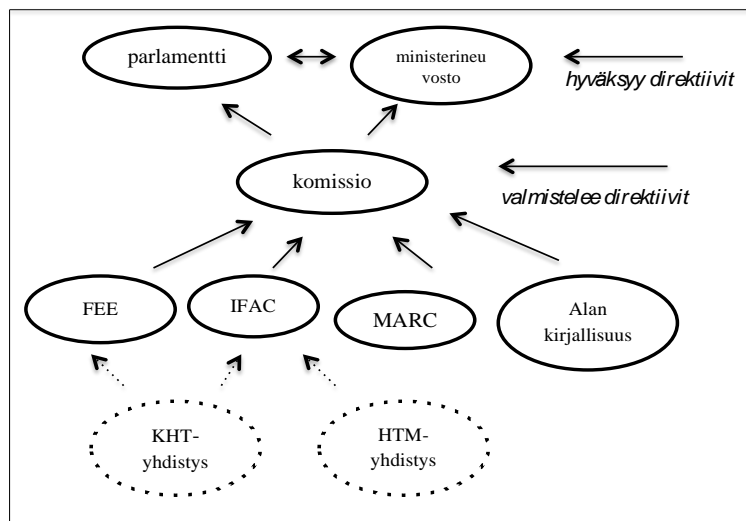 parlamentti
ministerineu
vosto
hyväksyy direktiivit
komissio
valmistelee direktiivit
FEE
IFAC
MARC
Alan
kirjallisuus
KHT-
yhdistys
HTM-
yhdistys